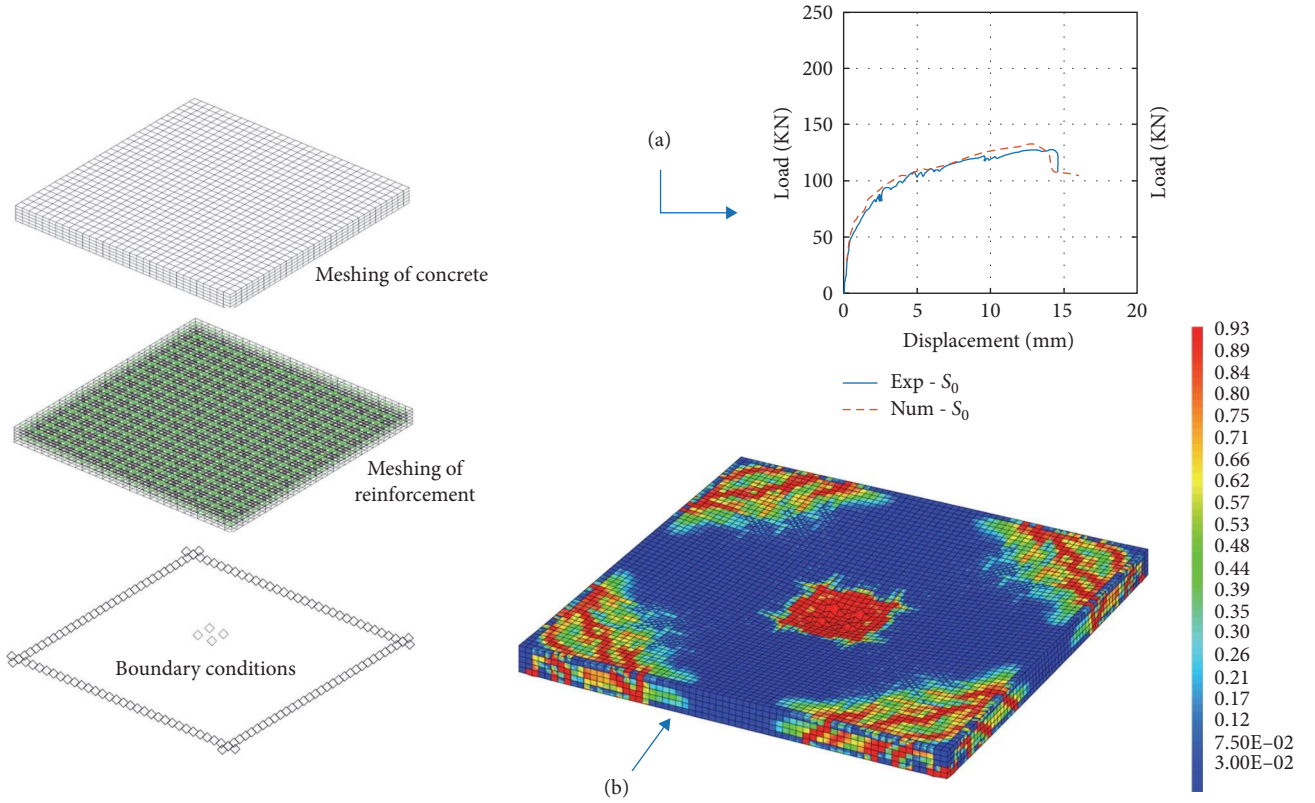 Meshing of concrete
Meshing of
reinforcement
Boundary conditions
(a)
250
200
150
100
50
0
Load (KN)
Load (KN)
0 5 10 15 20
Displacement (mm)
Exp - S₀
Num - S₀
0.93
0.89
0.84
0.80
0.75
0.71
0.66
0.62
0.57
0.53
0.48
0.44
0.39
0.35
0.30
0.26
0.21
0.17
0.12
7.50E–02
3.00E–02
(b)